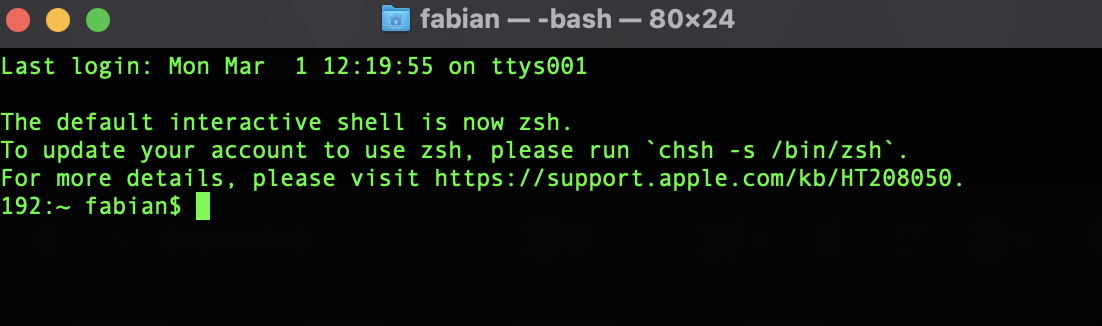 fabian — -bash — 80×24
Last login: Mon Mar  1 12:19:55 on ttys001
The default interactive shell is now zsh.
To update your account to use zsh, please run `chsh -s /bin/zsh`.
For more details, please visit https://support.apple.com/kb/HT208050.
192:~ fabian$